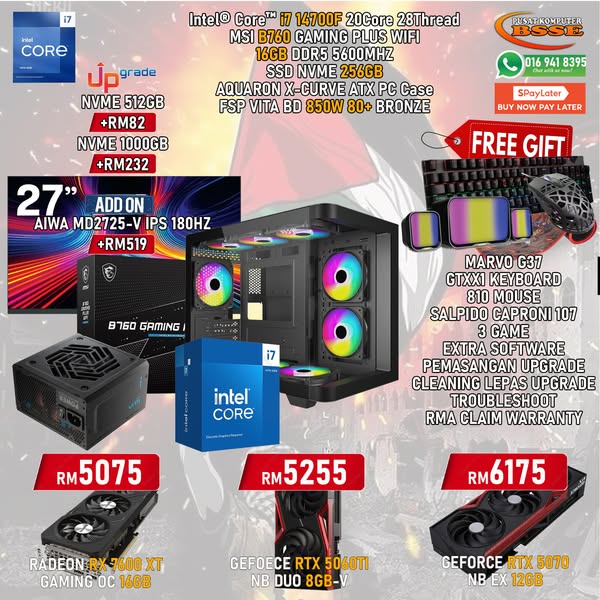 Intel® Core™ i7 14700F 20Core 28Thread
MSI B760 GAMING PLUS WIFI
16GB DDR5 5600MHZ
SSD NVME 256GB
AQUARON X-CURVE ATX PC Case
FSP VITA BD 850W 80+ BRONZE
intel
CORE
i7
PUSAT KOMPUTER
BSSE
016 941 8395
Chat with us now!
SPayLater
BUY NOW PAY LATER
Upgrade
NVME 512GB
+RM82
NVME 1000GB
+RM232
27”
ADD ON
AIWA MD2725-V IPS 180HZ
+RM519
FREE GIFT
MARVO G37
GTXXI KEYBOARD
810 MOUSE
SALPIDO CAPRONI 107
3 GAME
EXTRA SOFTWARE
PEMASANGAN UPGRADE
CLEANING LEPAS UPGRADE
TROUBLESHOOT
RMA CLAIM WARRANTY
B760 GAMING
i7
intel
CORE
intel
CORE
RM5075
RADEON RX 7600 XT
GAMING OC 16GB
RM5255
GEFOECE RTX 5060TI
NB DUO 8GB-V
RM6175
GEFORCE RTX 5070
NB EX 12GB